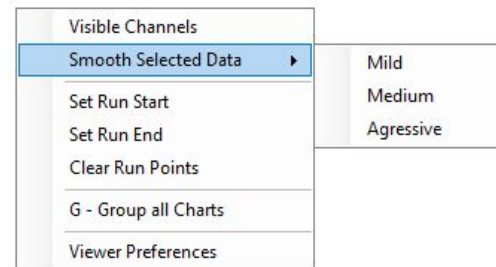 Visible Channels
Smooth Selected Data
Mild
Medium
Agressive
Set Run Start
Set Run End
Clear Run Points
G - Group all Charts
Viewer Preferences